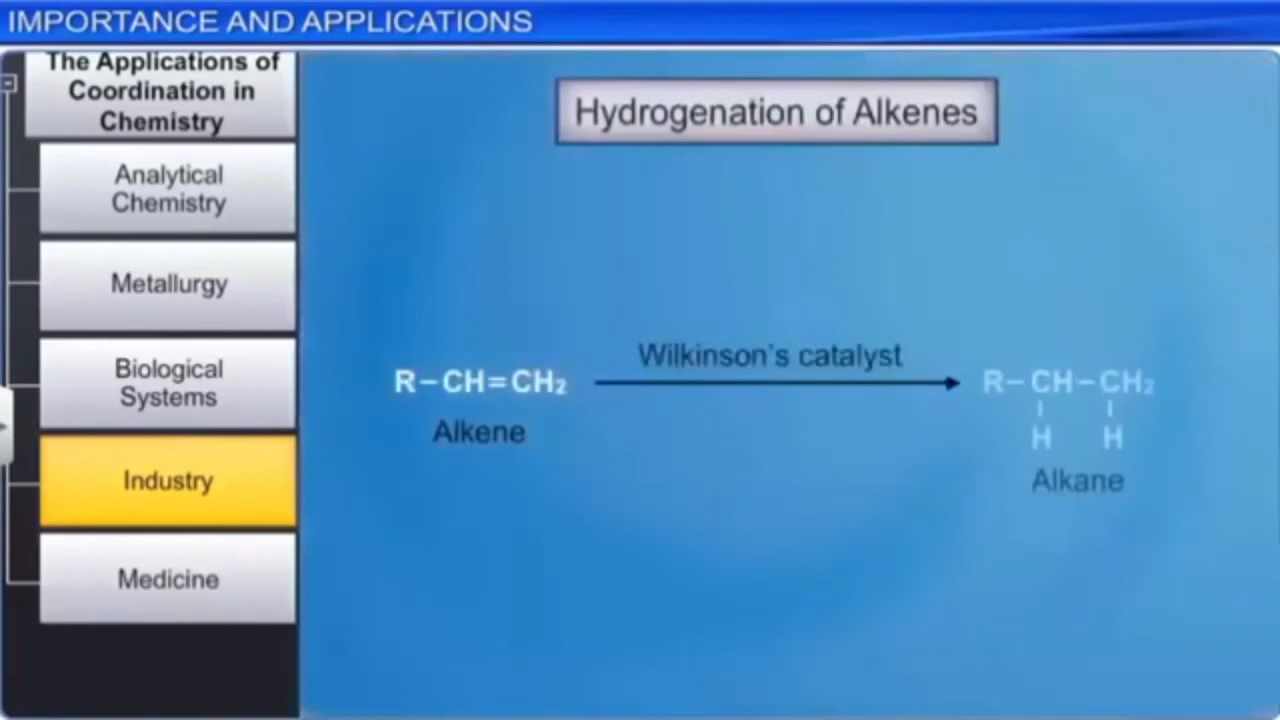 IMPORTANCE AND APPLICATIONS
The Applications of
Coordination in
Chemistry
Analytical
Chemistry
Metallurgy
Biological
Systems
Industry
Medicine
Hydrogenation of Alkenes
Wilkinson's catalyst
R–CH=CH₂
Alkene
R–CH–CH₂
H H
Alkane